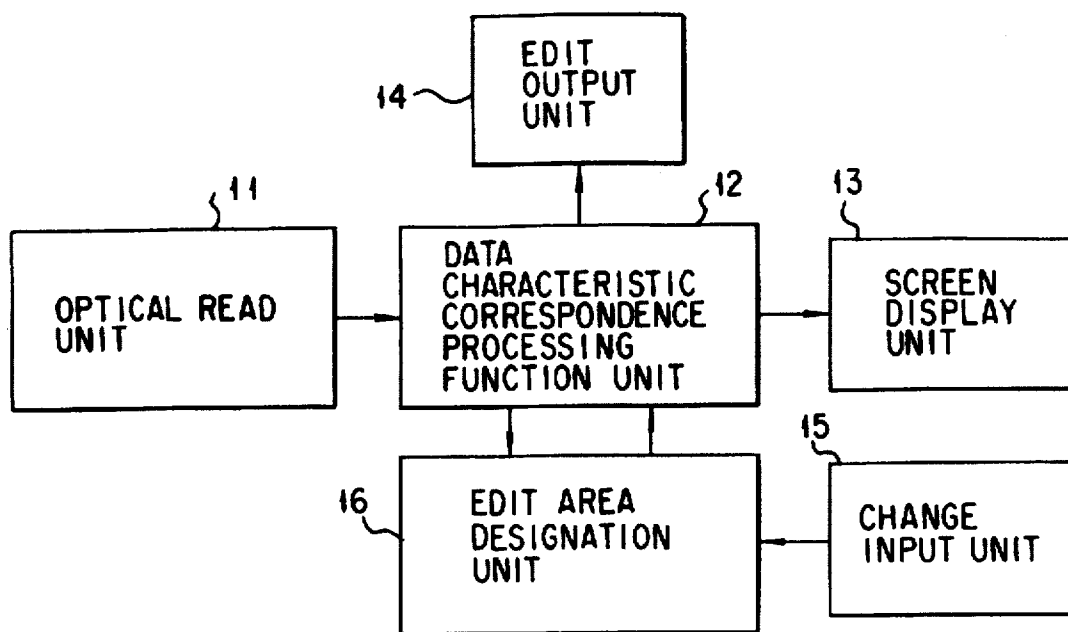 EDIT
OUTPUT
UNIT
14
11
12
13
OPTICAL READ
UNIT
DATA
CHARACTERISTIC
CORRESPONDENCE
PROCESSING
FUNCTION UNIT
SCREEN
DISPLAY
UNIT
15
16
EDIT AREA
DESIGNATION
UNIT
CHANGE
INPUT UNIT